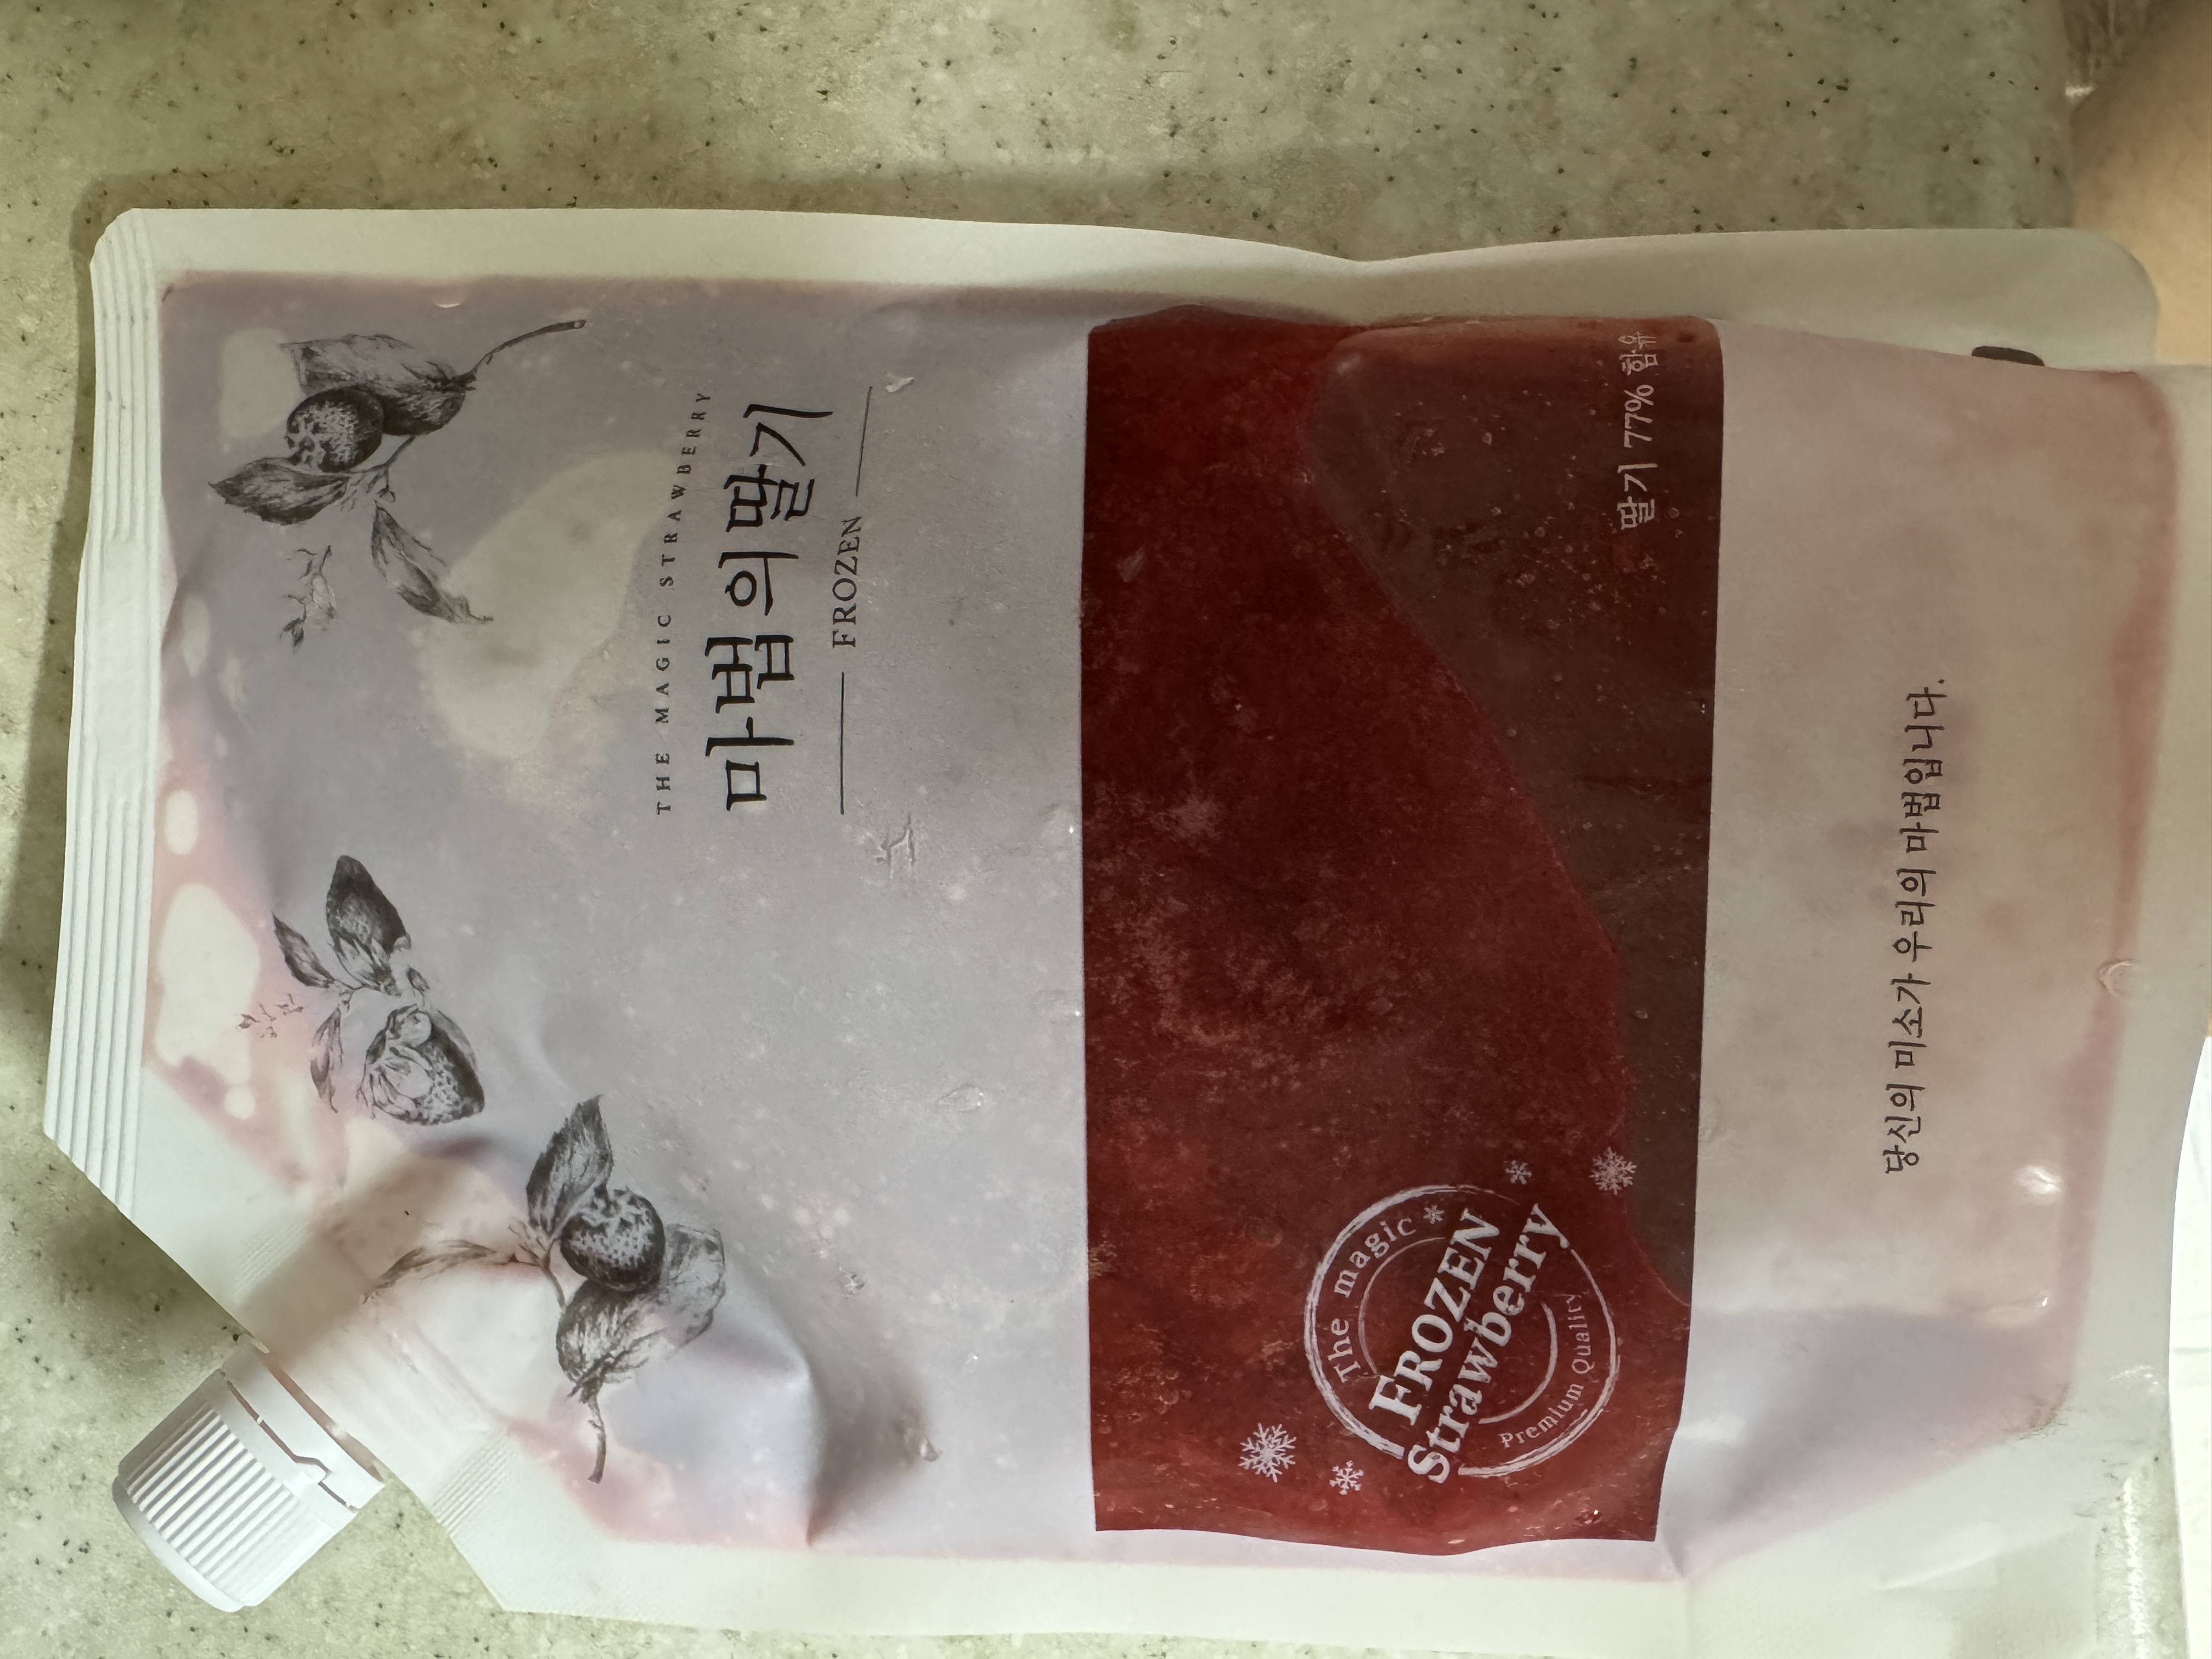 THE MAGIC STRAWBERRY
마법의딸기
FROZEN
딸기 77% 함유
The magic
FROZEN
Strawberry
Premium Quality
당신의 미소가 우리의 마법입니다.